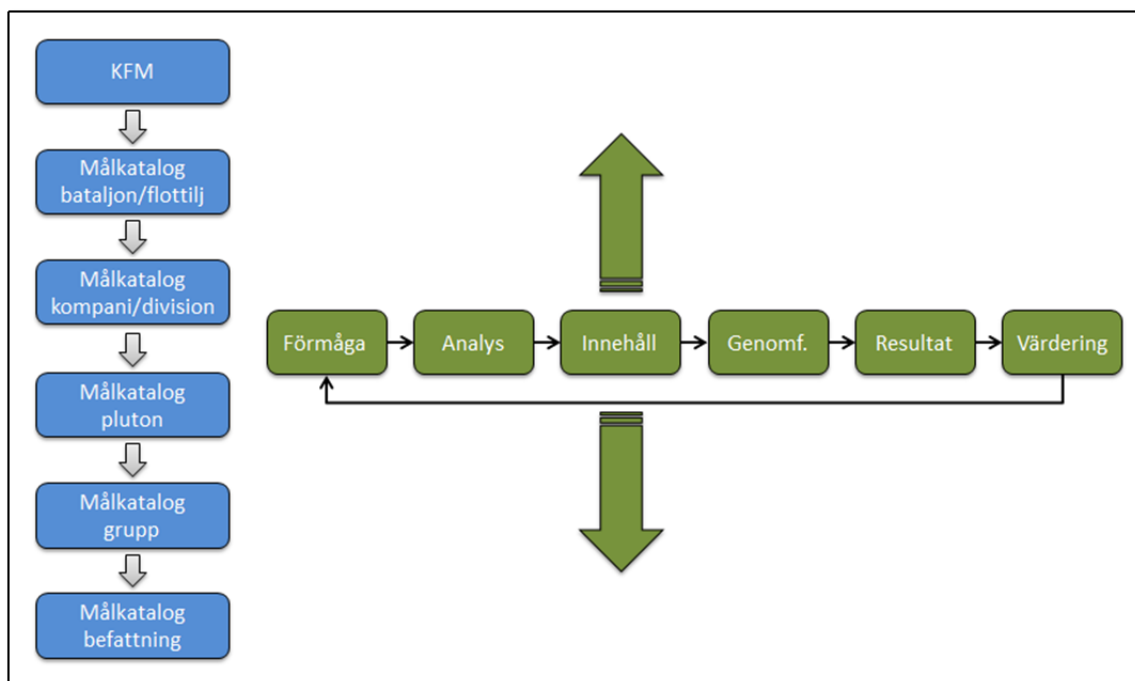 KFM
Målkatalog
bataljon/flottilj
Målkatalog
kompani/division
Målkatalog
pluton
Målkatalog
grupp
Målkatalog
befattning
Förmåga
Analys
Innehåll
Genomf.
Resultat
Värdering